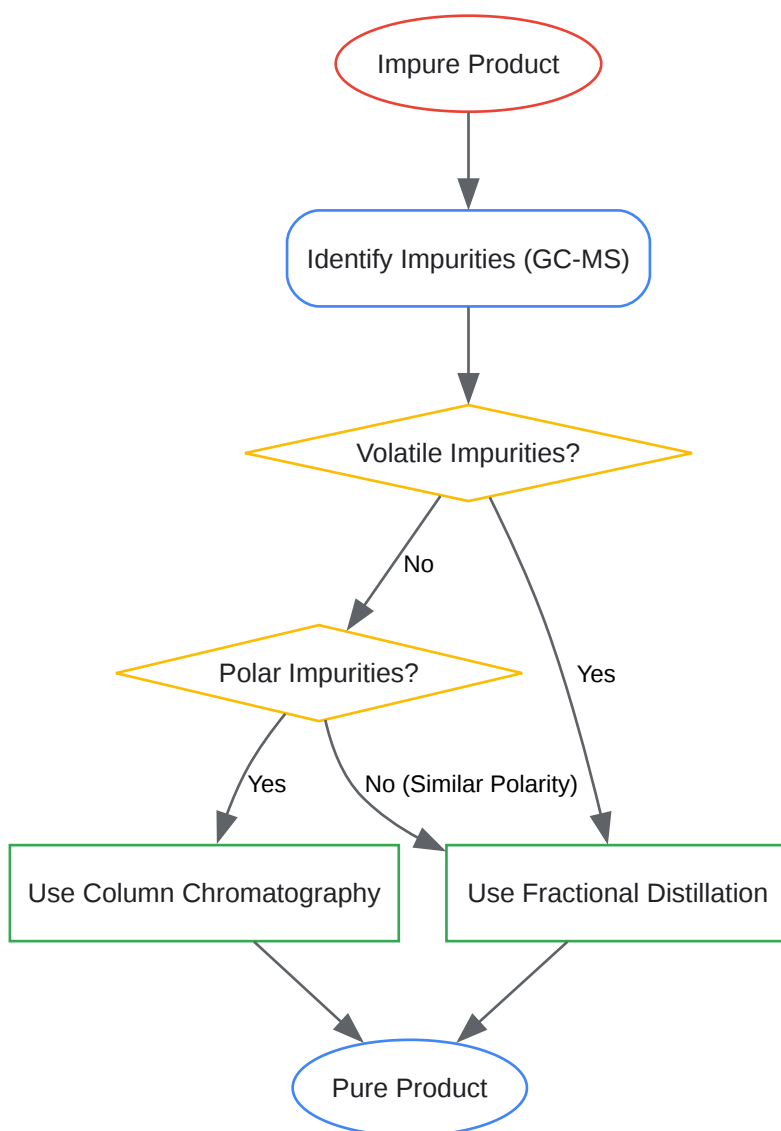 Impure Product
Identify Impurities (GC-MS)
Volatile Impurities?
No
Polar Impurities?
Yes
Yes
No (Similar Polarity)
Use Column Chromatography
Use Fractional Distillation
Pure Product